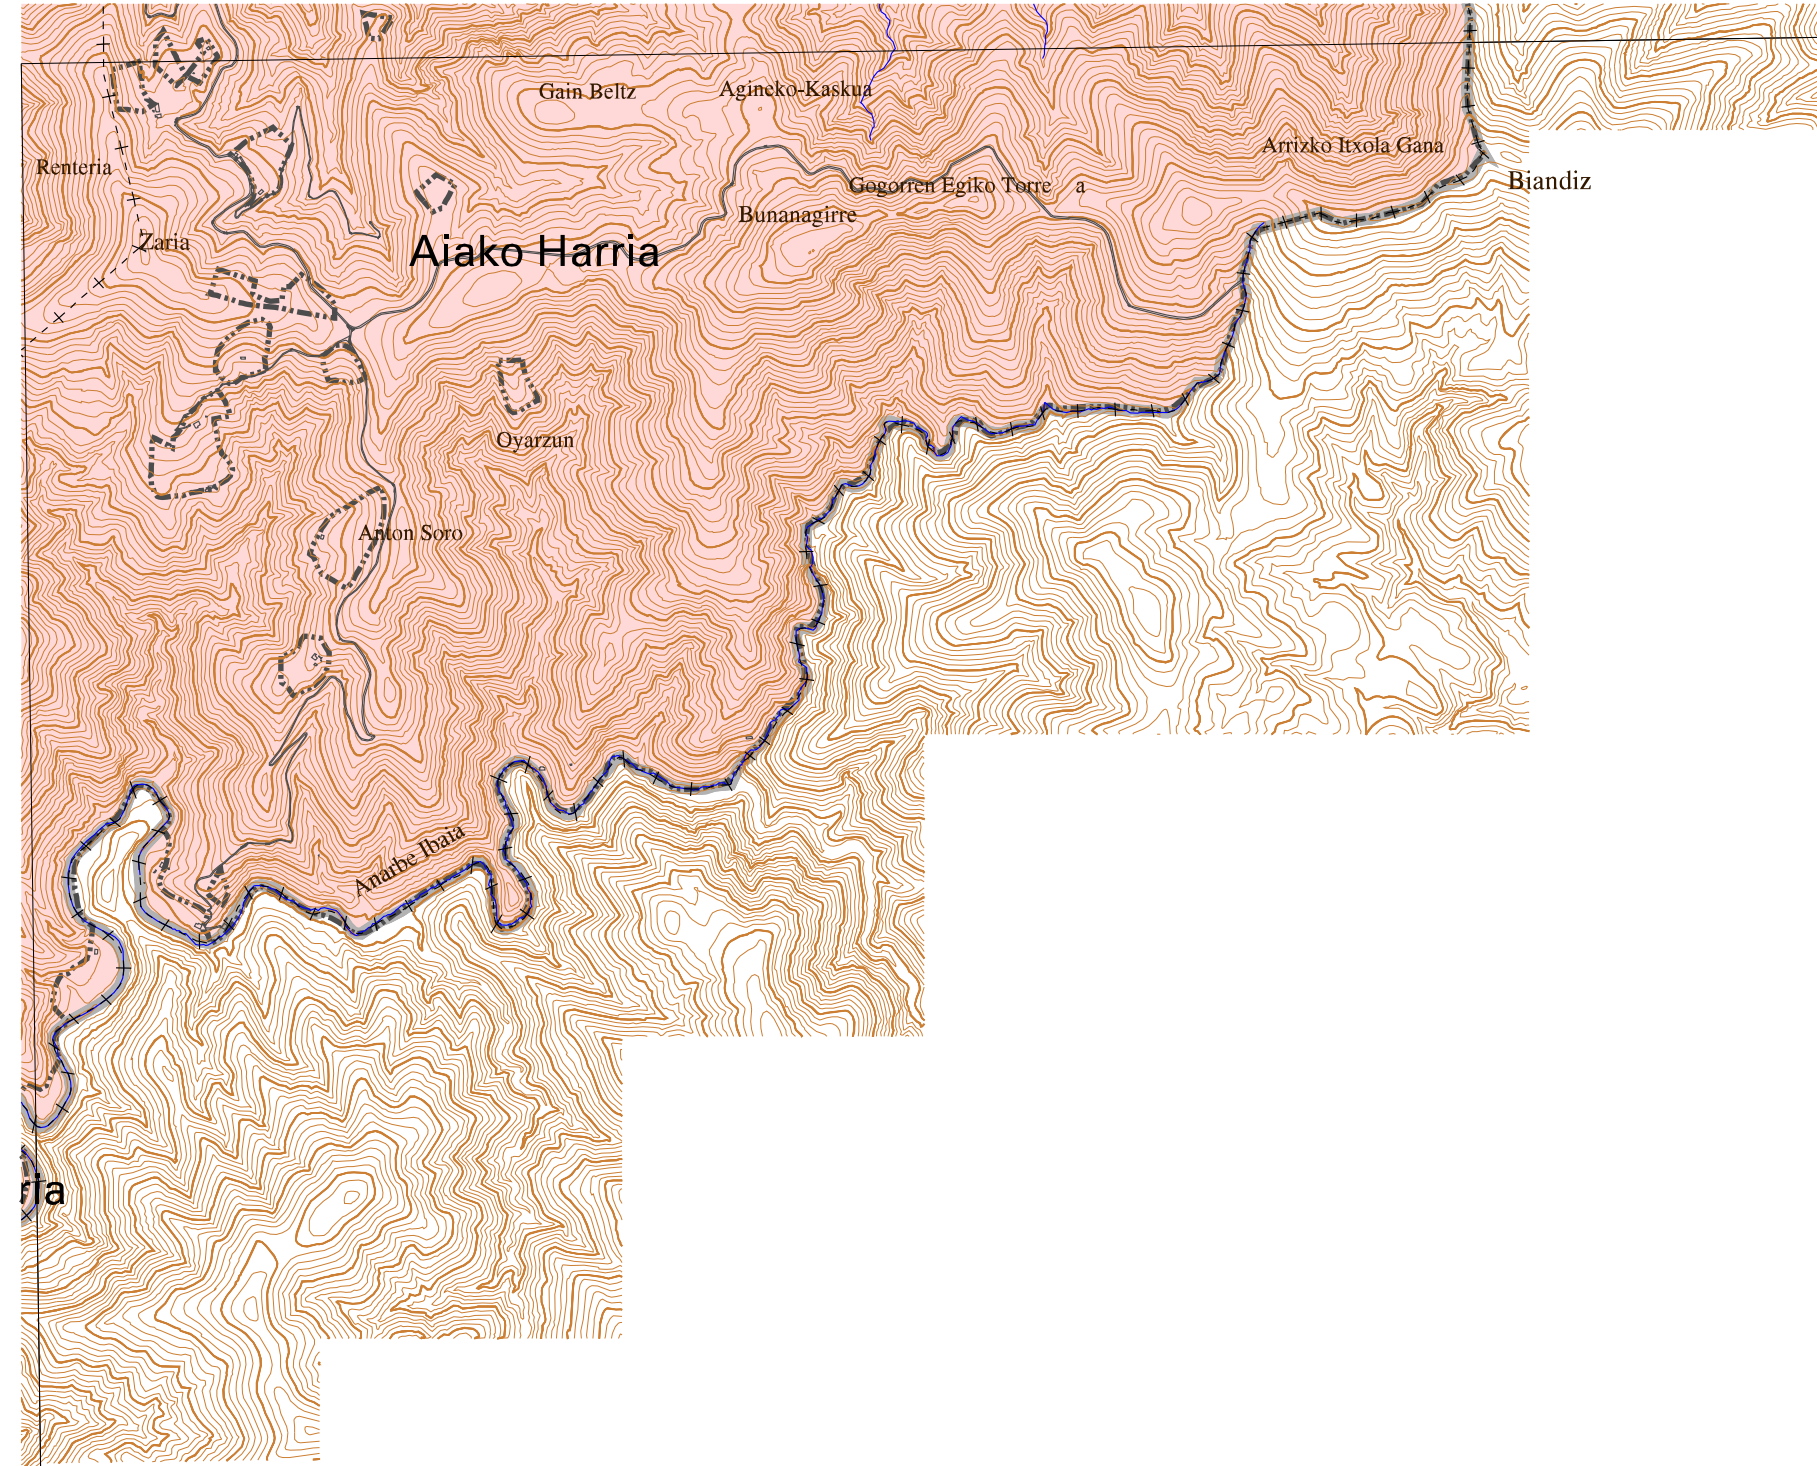 Gain Beltz
Agineko-Kaskua
Arrizko Itxola Gana
Renteria
Biandiz
Gogorren Egiko Torre a
Bunanagirre
Zaria
Aiako Harria
Oyarzun
Anton Soro
Anarbe Ibaia
ria